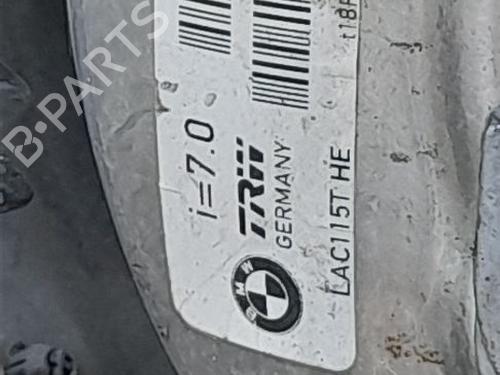 i=7.0
TRW
GERMANY
LAC115T HE
BMW
B-PARTS